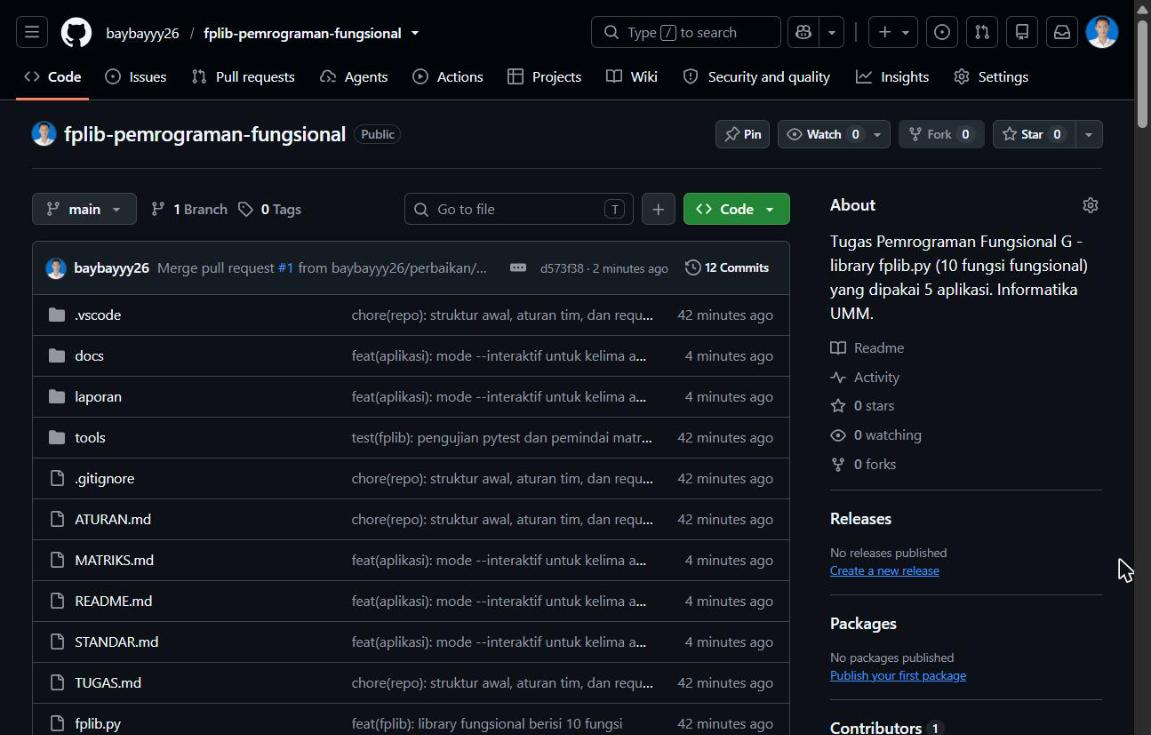 baybayyy26 / fplib-pemrograman-fungsional
Type / to search
Code Issues Pull requests Agents Actions Projects Wiki Security and quality Insights Settings
fplib-pemrograman-fungsional Public
Pin Watch 0 Fork 0 Star 0
main 1 Branch 0 Tags Go to file T + Code
baybayyy26 Merge pull request #1 from baybayyy26/perbaikan/... d573f38 · 2 minutes ago 12 Commits
.vscode chore(repo): struktur awal, aturan tim, dan requ... 42 minutes ago
docs feat(aplikasi): mode --interaktif untuk kelima a... 4 minutes ago
laporan feat(aplikasi): mode --interaktif untuk kelima a... 4 minutes ago
tools test(fplib): pengujian pytest dan pemindai matr... 42 minutes ago
.gitignore chore(repo): struktur awal, aturan tim, dan requ... 42 minutes ago
ATURAN.md chore(repo): struktur awal, aturan tim, dan requ... 42 minutes ago
MATRIKS.md feat(aplikasi): mode --interaktif untuk kelima a... 4 minutes ago
README.md feat(aplikasi): mode --interaktif untuk kelima a... 4 minutes ago
STANDAR.md feat(aplikasi): mode --interaktif untuk kelima a... 4 minutes ago
TUGAS.md chore(repo): struktur awal, aturan tim, dan requ... 42 minutes ago
fplib.py feat(fplib): library fungsional berisi 10 fungsi 42 minutes ago
About
Tugas Pemrograman Fungsional G -
library fplib.py (10 fungsi fungsional)
yang dipakai 5 aplikasi. Informatika
UMM.
Readme
Activity
0 stars
0 watching
0 forks
Releases
No releases published
Create a new release
Packages
No packages published
Publish your first package
Contributors 1